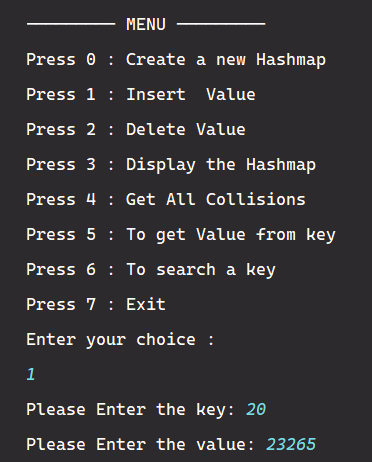 --------- MENU ---------
Press 0 : Create a new Hashmap
Press 1 : Insert  Value
Press 2 : Delete Value
Press 3 : Display the Hashmap
Press 4 : Get All Collisions
Press 5 : To get Value from key
Press 6 : To search a key
Press 7 : Exit
Enter your choice :
1
Please Enter the key: 20
Please Enter the value: 23265